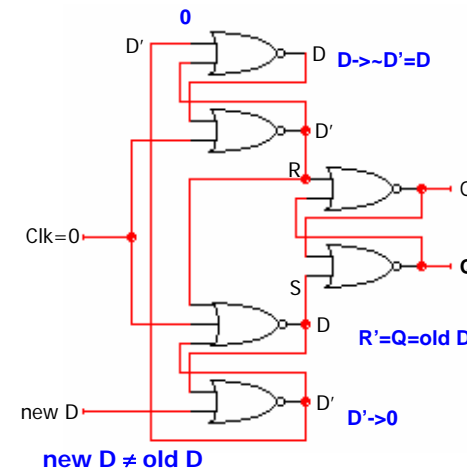 0
D'
D
D->~D'=D
D'
R
Clk=0
S
D
R'=Q=old D
new D
D'
D'->0
new D ≠ old D